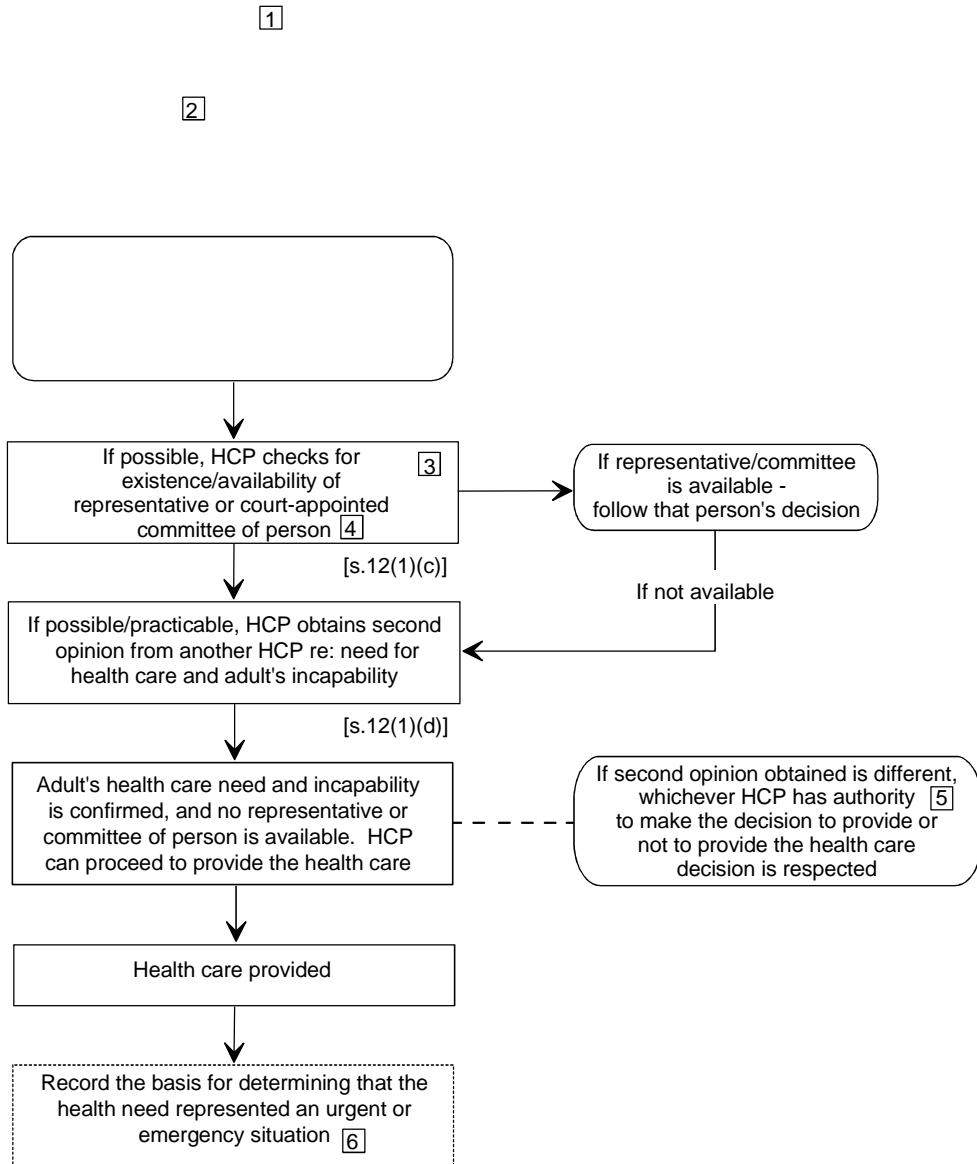 1
2
If possible, HCP checks for 3
existence/availability of
representative or court-appointed
committee of person 4
If representative/committee
is available -
follow that person's decision
[s.12(1)(c)]
If not available
If possible/practicable, HCP obtains second
opinion from another HCP re: need for
health care and adult's incapability
[s.12(1)(d)]
Adult's health care need and incapability
is confirmed, and no representative or
committee of person is available. HCP
can proceed to provide the health care
If second opinion obtained is different,
whichever HCP has authority 5
to make the decision to provide or
not to provide the health care
decision is respected
Health care provided
Record the basis for determining that the
health need represented an urgent or
emergency situation 6